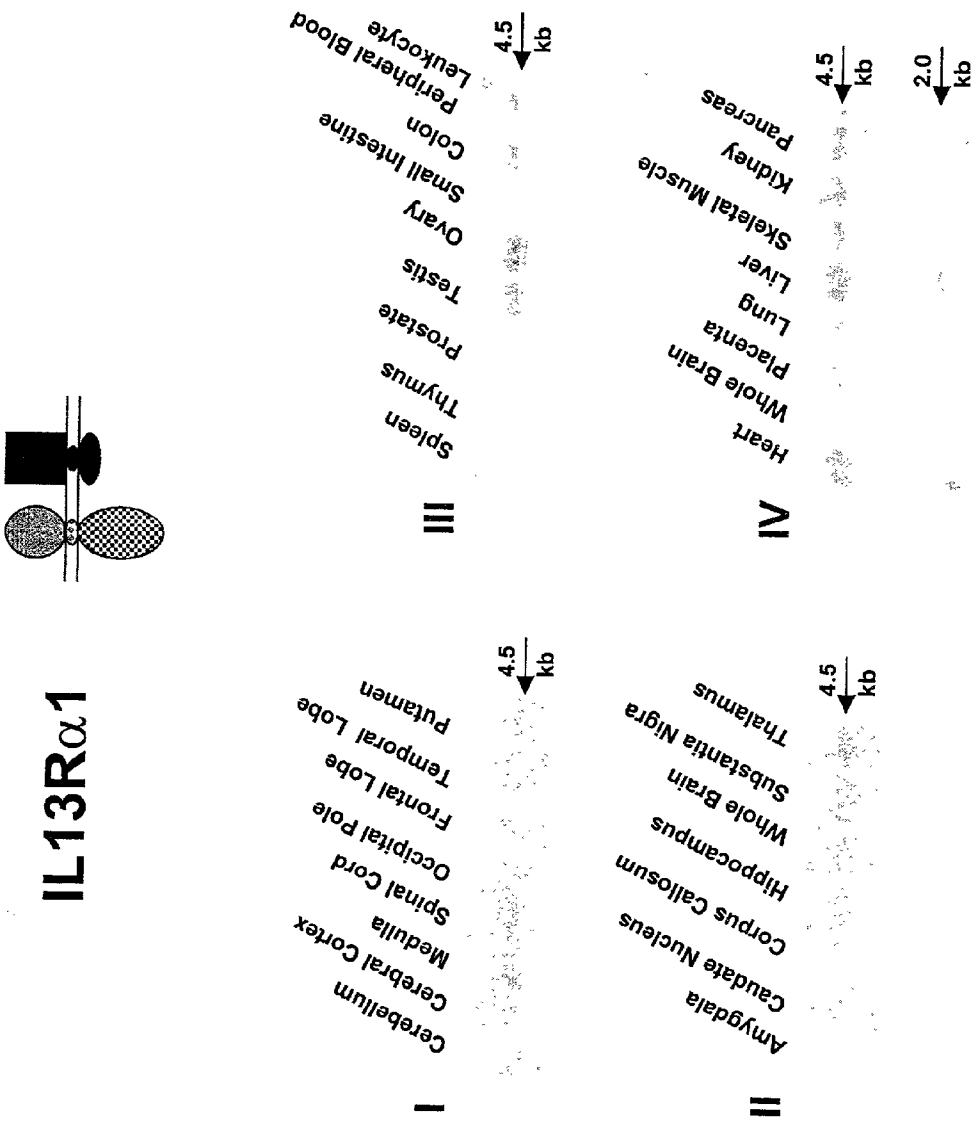 IL13Rα1
I
Cerebellum
Cerebral Cortex
Medulla
Spinal Cord
Occipital Pole
Frontal Lobe
Temporal Lobe
Putamen
4.5
kb
II
Amygdala
Caudate Nucleus
Corpus Callosum
Hippocampus
Whole Brain
Substantia Nigra
Thalamus
4.5
kb
III
Spleen
Thymus
Prostate
Testis
Ovary
Small Intestine
Colon
Peripheral Blood
Leukocyte
4.5
kb
IV
Heart
Whole Brain
Placenta
Lung
Liver
Skeletal Muscle
Kidney
Pancreas
4.5
kb
2.0
kb